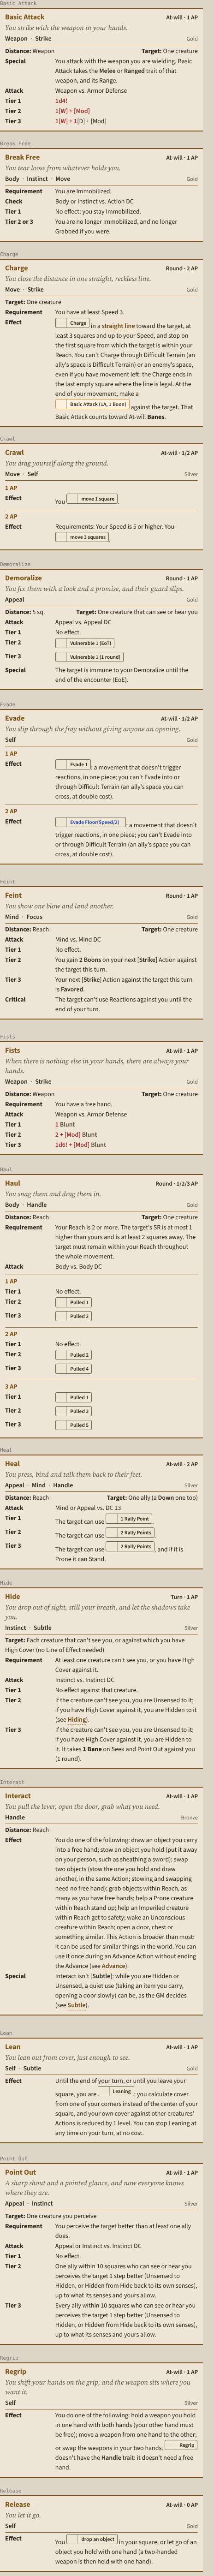 Basic Attack
Basic Attack At-will · 1 AP
You strike with the weapon in your hands.
Weapon · Strike Gold
Distance: Weapon Target: One creature
Special You attack with the weapon you are wielding. Basic
Attack takes the Melee or Ranged trait of that
weapon, and its Range.
Attack Weapon vs. Armor Defense
Tier 1 1d4!
Tier 2 1[W] + [Mod]
Tier 3 1[W] + 1[D] + [Mod]
Break Free
Break Free At-will · 1 AP
You tear loose from whatever holds you.
Body · Instinct · Move Gold
Requirement You are Immobilized.
Check Body or Instinct vs. Action DC
Tier 1 No effect: you stay Immobilized.
Tier 2 or 3 You are no longer Immobilized, and no longer
Grabbed if you were.
Charge
Charge Round · 2 AP
You close the distance in one straight, reckless line.
Move · Strike Gold
Target: One creature
Requirement You have at least Speed 3.
Effect Charge in a straight line toward the target, at
least 3 squares and up to your Speed, and stop on
the first square from which the target is within your
Reach. You can't Charge through Difficult Terrain (an
ally's space) or Difficult Terrain) or an enemy's space,
even if you have movement left: the Charge ends in
the last empty square where the line is legal. At the
end of your movement, make a
Basic Attack (1A, 1 Boon) against the target. That
Basic Attack counts toward At-will Banes.
Crawl
Crawl At-will · 1/2 AP
You drag yourself along the ground.
Move · Self Silver
1 AP
Effect You move 1 square
2 AP
Effect Requirements: Your Speed is 5 or higher. You
move 3 squares
Demoralize
Demoralize Round · 1 AP
You fix them with a look and a promise, and their guard slips.
Appeal Gold
Distance: 5 sq. Target: One creature that can see or hear you
Attack Appeal vs. Appeal DC
Tier 1 No effect.
Tier 2 Vulnerable 1 (EoT)
Tier 3 Vulnerable 1 (1 round)
Special The target is immune to your Demoralize until the
end of the encounter (EoE).
Evade
Evade At-will · 1/2 AP
You slip through the fray without giving anyone an opening.
Self Gold
1 AP
Effect Evade 1 : a movement that doesn't trigger
reactions, in one piece; you can't Evade into or
through Difficult Terrain (an ally's space can
cross, at double cost).
2 AP
Effect Evade Floor(Speed/2) : a movement that doesn't
trigger reactions, in one piece; you can't Evade into
or through Difficult Terrain (an ally's space can
cross, at double cost).
Feint
Feint Round · 1 AP
You show one blow and land another.
Mind · Focus Gold
Distance: Reach Target: One creature
Attack Mind vs. Mind DC
Tier 1 No effect.
Tier 2 You gain 2 Boons on your next [Strike] Action against
the target this turn.
Tier 3 Your next [Strike] Action against the target this turn
is Favored.
Critical The target can't use Reactions against you until the
end of your turn.
Fists
Fists At-will · 1 AP
When there is nothing else in your hands, there are always your
hands.
Weapon · Strike Gold
Distance: Weapon Target: One creature
Requirement You have a free hand.
Attack Weapon vs. Armor Defense
Tier 1 1 Blunt
Tier 2 2 + [Mod] Blunt
Tier 3 1d6! + [Mod] Blunt
Haul
Haul Round · 1/2/3 AP
You snag them and drag them in.
Body · Handle Gold
Distance: Reach Target: One creature
Requirement Your Reach is 2 or more. The target's SR is at most 1
higher than yours and is at least 2 squares away. The
target must remain within your Reach throughout
the whole movement.
Attack Body vs. Body DC
1 AP
Tier 1 No effect.
Tier 2 Pulled 1
Tier 3 Pulled 2
2 AP
Tier 1 No effect.
Tier 2 Pulled 2
Tier 3 Pulled 4
3 AP
Tier 1 Pulled 1
Tier 2 Pulled 3
Tier 3 Pulled 5
Heal
Heal At-will · 2 AP
You press, bind and talk them back to their feet.
Appeal · Mind · Handle Silver
Distance: Reach Target: One ally (a Down one too)
Attack Mind or Appeal vs. DC 13
Tier 1 The target can use 1 Rally Point
Tier 2 The target can use 2 Rally Points
Tier 3 The target can use 2 Rally Points , and if it is
Prone it can Stand.
Hide
Hide Turn · 1 AP
You drop out of sight, still your breath, and let the shadows take
you.
Instinct · Subtle Silver
Target: Each creature that can't see you, or against which you have
High Cover (no Line of Effect needed)
Requirement At least one creature can't see you, or you have High
Cover against it.
Attack Instinct vs. Instinct DC
Tier 1 No effect against that creature.
Tier 2 If the creature can't see you, you are Unsensed to it;
if you have High Cover against it, you are Hidden to it
(see Hiding).
Tier 3 If the creature can't see you, you are Unsensed to it;
if you have High Cover against it, you are Hidden to
it. It takes 1 Bane on Seek and Point Out against you
(1 round).
Interact
Interact At-will · 1 AP
You pull the lever, open the door, grab what you need.
Handle Bronze
Distance: Reach
Effect You do one of the following: draw an object you carry
into a free hand; stow an object you hold (put it away
on your person, such as sheathing a sword); swap
two objects (stow the one you hold and draw
another, in the same Action; stowing and swapping
need no free hand); grab objects within Reach, as
many as you have free hands; help a Prone creature
within Reach stand up; help an imperiled creature
within Reach get to safety; wake an unconscious
creature within Reach; open a door, chest or
something similar. This Action is broader than most:
it can be used for similar things in the world. You can
use it once during an Advance Action without ending
the Advance (see Advance).
Special Interact isn't [Subtle]: while you are Hidden or
Unsensed, a quiet use (taking an item you carry,
opening a door slowly) can be, as the GM decides
(see Subtle).
Lean
Lean At-will · 1 AP
You lean out from cover, just enough to see.
Self · Subtle Gold
Effect Until the end of your turn, or until you leave your
square, you are Leaning : you calculate cover
from one of your corners instead of the center of your
square, and your own cover against other creatures'
Actions is reduced by 1 level. You can stop Leaning at
any time on your turn, at no cost.
Point Out
Point Out At-will · 1 AP
A sharp shout and a pointed glance, and now everyone knows
where they are.
Appeal · Instinct Silver
Target: One creature you perceive
Requirement You perceive the target better than at least one ally
does.
Attack Appeal or Instinct vs. Instinct DC
Tier 1 No effect.
Tier 2 One ally within 10 squares who can see or hear you
perceives the target 1 step better (Unsensed to
Hidden, or Hidden from Hide back to its own senses),
up to what its senses and yours allow.
Tier 3 Every ally within 10 squares who can see or hear you
perceives the target 1 step better (Unsensed to
Hidden, or Hidden from Hide back to its own senses),
up to what its senses and yours allow.
Regrip
Regrip At-will · 1 AP
You shift your hands on the grip, and the weapon sits where you
want it.
Self Silver
Effect You do one of the following: hold a weapon you hold
in one hand with both hands (your other hand must
be free); move a weapon from one hand to the other;
or swap the weapons in your two hands. Regrip
doesn't have the Handle trait: it doesn't need a free
hand.
Release
Release At-will · 0 AP
You let it go.
Self Silver
Effect You drop an object in your square, or let go of an
object you hold with one hand (a two-handed
weapon is then held with one hand).